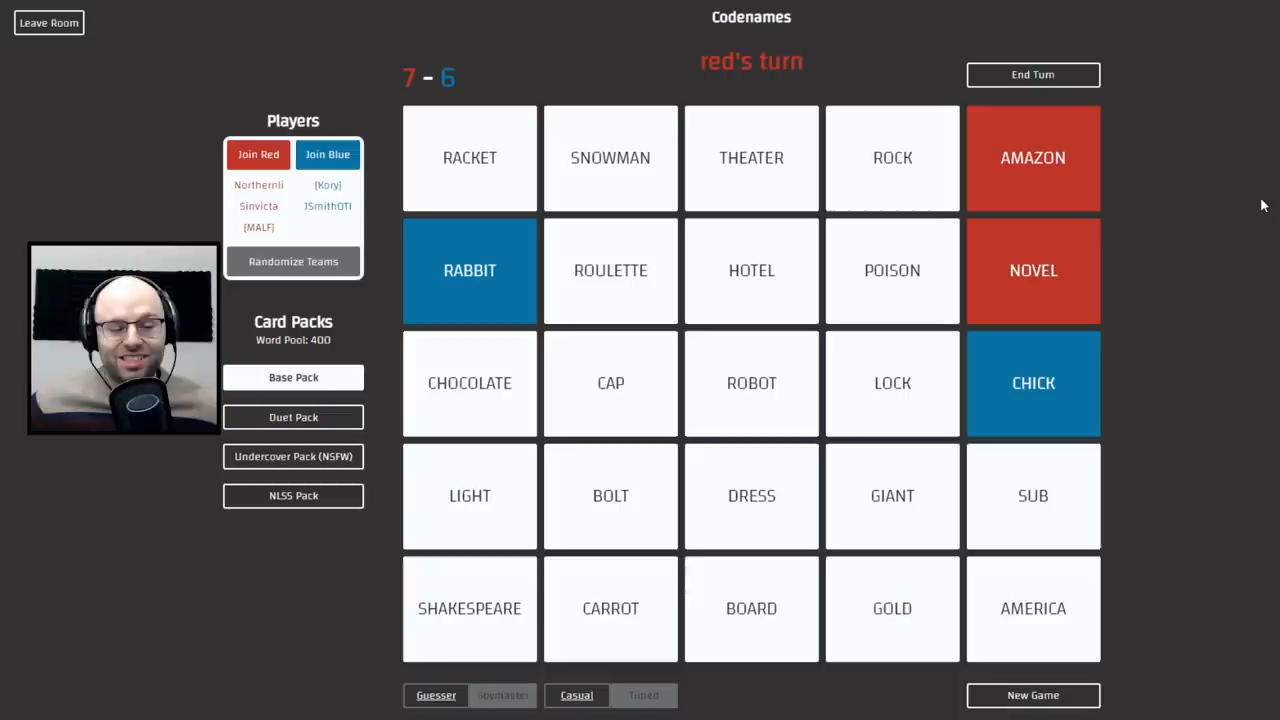 Leave Room
Codenames
7 - 6
red's turn
End Turn
Players
Join Red
Join Blue
Northernli
[Kory]
Sinvicta
JSmithOTI
[MALF]
Randomize Teams
Card Packs
Word Pool: 400
Base Pack
Duet Pack
Undercover Pack (NSFW)
NLSS Pack
RACKET SNOWMAN THEATER ROCK AMAZON
RABBIT ROULETTE HOTEL POISON NOVEL
CHOCOLATE CAP ROBOT LOCK CHICK
LIGHT BOLT DRESS GIANT SUB
SHAKESPEARE CARROT BOARD GOLD AMERICA
Guesser Spymaster Casual Timed New Game